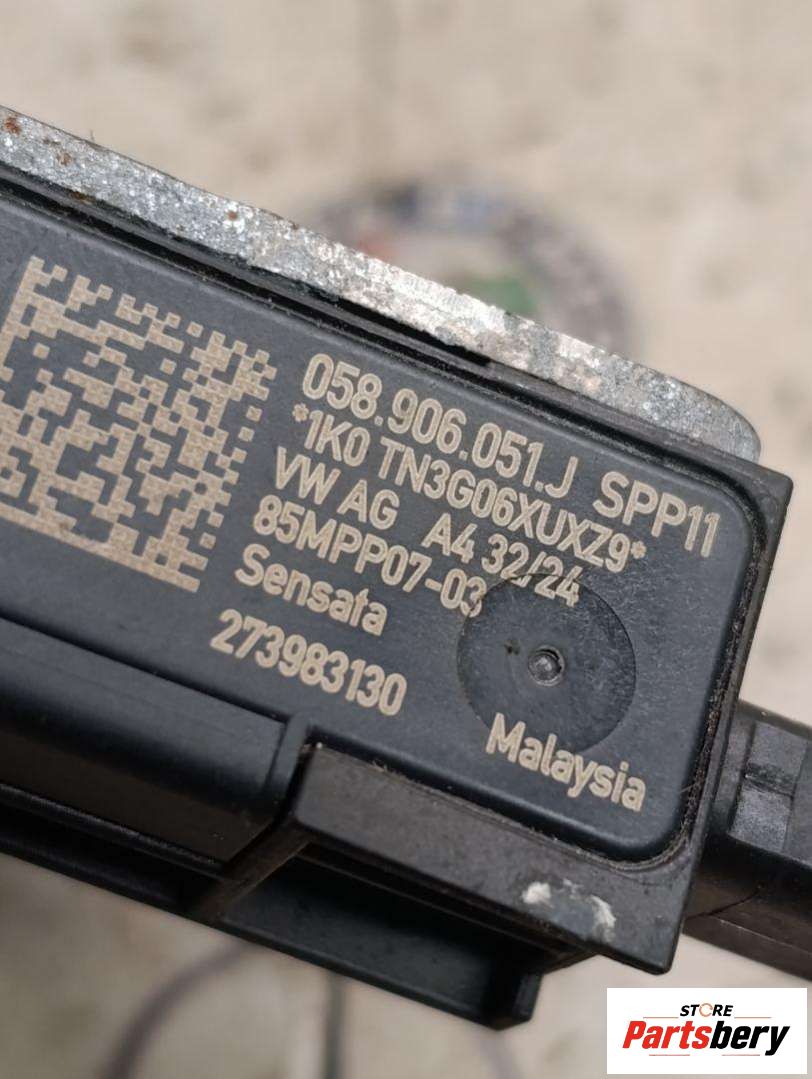 058.906.051.J SPP11
*1K0 TN3G06XUXZ9*
VW AG A4 32/24
85MPP07-03
Sensata
273983130
Malaysia
STORE
Partsbery